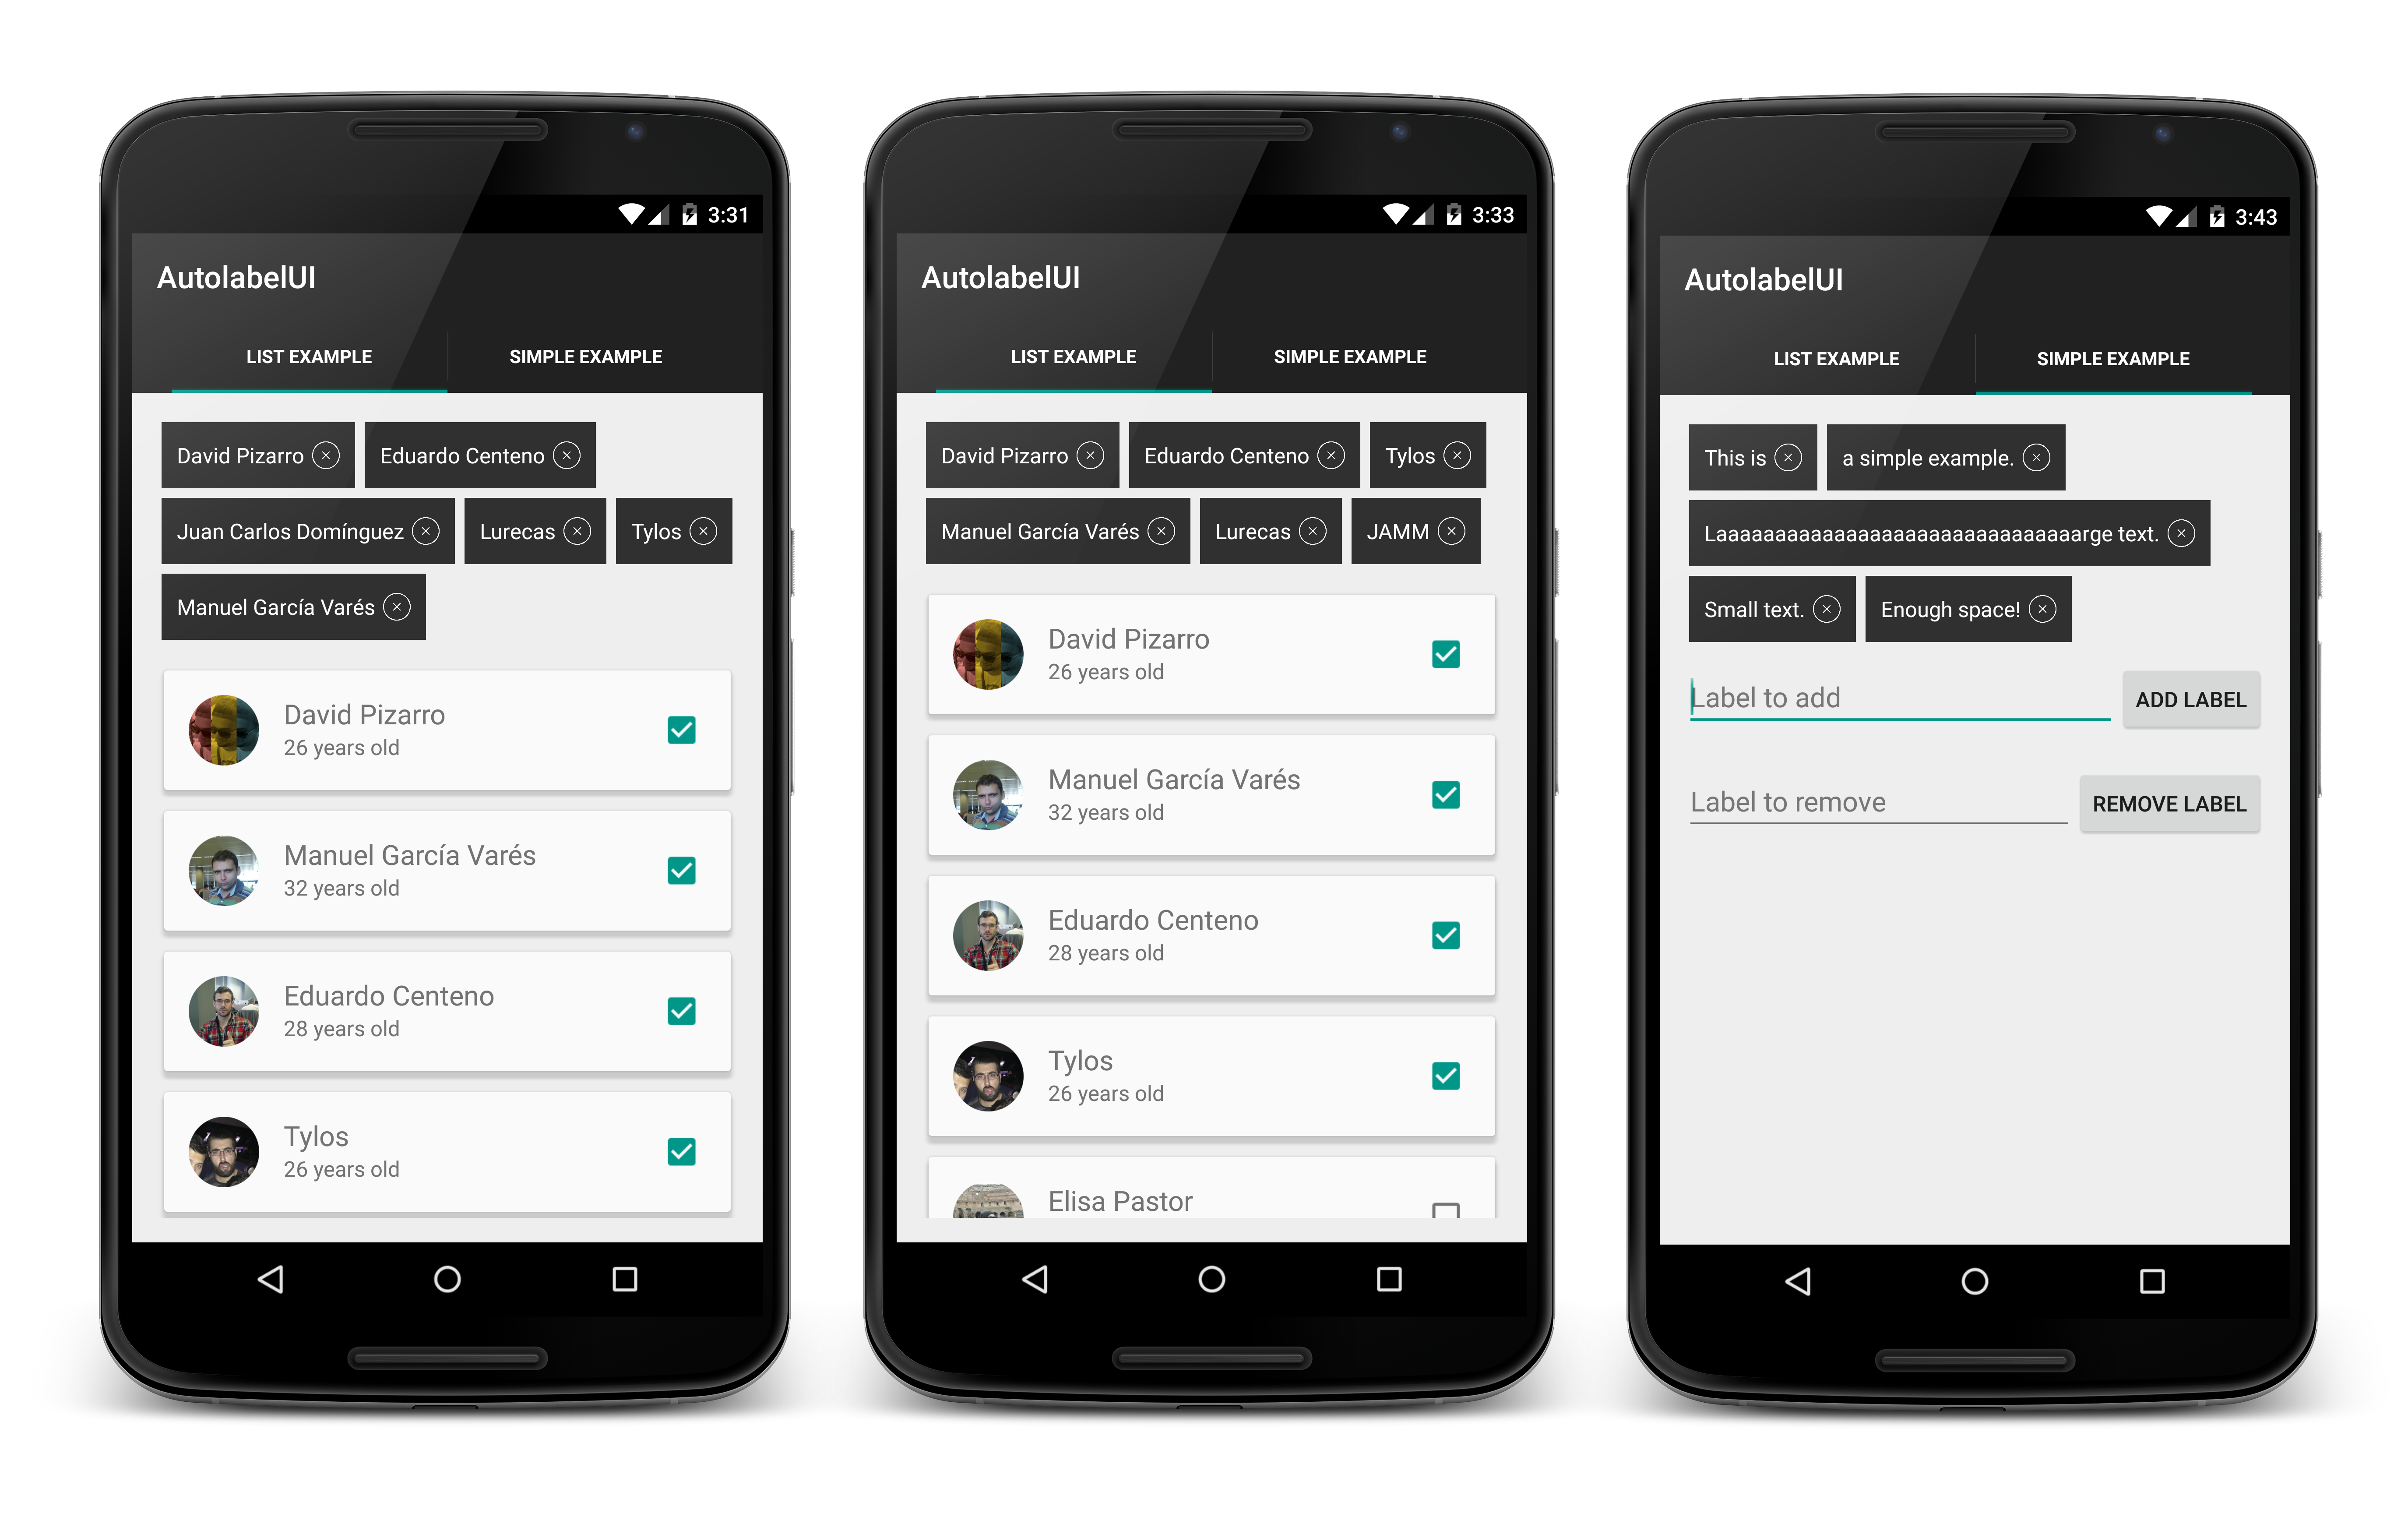 3:31
AutolabelUI
LIST EXAMPLE
SIMPLE EXAMPLE
David Pizarro
Eduardo Centeno
Juan Carlos Domínguez
Lurecas
Tylos
Manuel García Varés
David Pizarro
26 years old
Manuel García Varés
32 years old
Eduardo Centeno
28 years old
Tylos
26 years old
3:33
AutolabelUI
LIST EXAMPLE
SIMPLE EXAMPLE
David Pizarro
Eduardo Centeno
Tylos
Manuel García Varés
Lurecas
JAMM
David Pizarro
26 years old
Manuel García Varés
32 years old
Eduardo Centeno
28 years old
Tylos
26 years old
Elisa Pastor
3:43
AutolabelUI
LIST EXAMPLE
SIMPLE EXAMPLE
This is
a simple example.
Laaaaaaaaaaaaaaaaaaaaaaaaaaaaaaarge text.
Small text.
Enough space!
Label to add
ADD LABEL
Label to remove
REMOVE LABEL